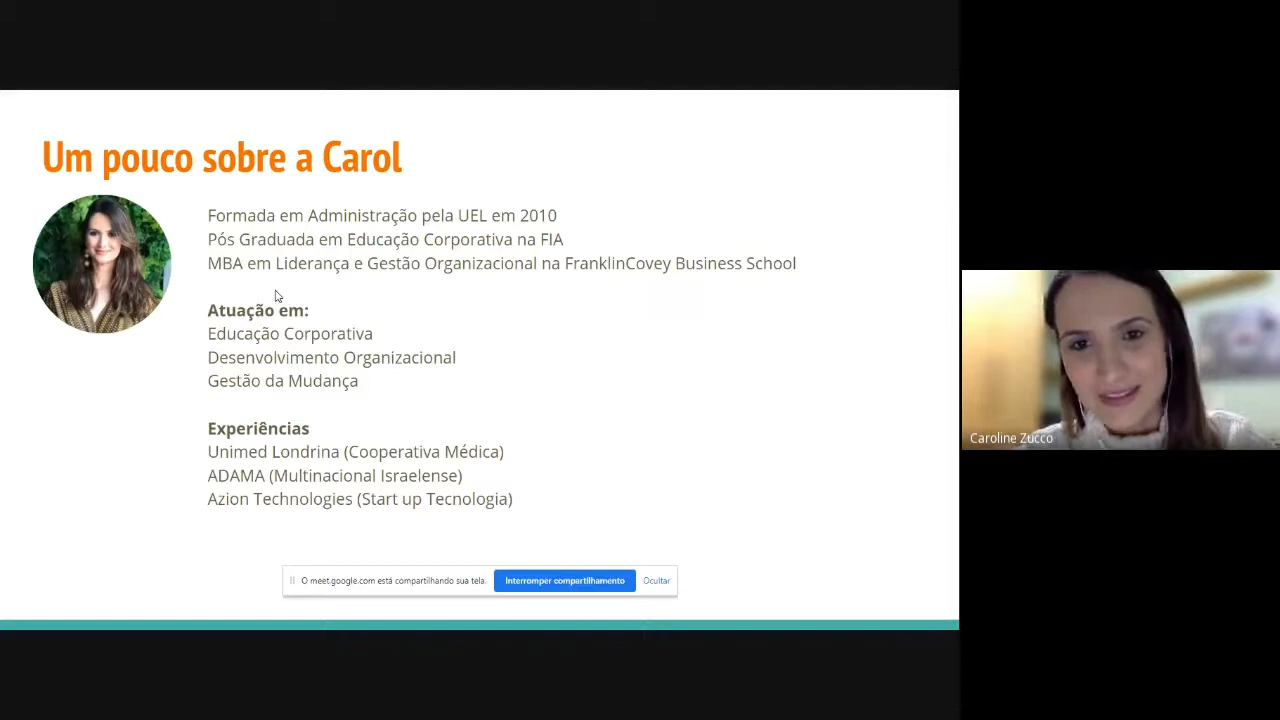 Um pouco sobre a Carol
Formada em Administração pela UEL em 2010
Pós Graduada em Educação Corporativa na FIA
MBA em Liderança e Gestão Organizacional na FranklinCovey Business School
Atuação em:
Educação Corporativa
Desenvolvimento Organizacional
Gestão da Mudança
Experiências
Unimed Londrina (Cooperativa Médica)
ADAMA (Multinacional Israelense)
Azion Technologies (Start up Tecnologia)
O meet.google.com está compartilhando sua tela. Interromper compartilhamento Ocultar
Caroline Zucco